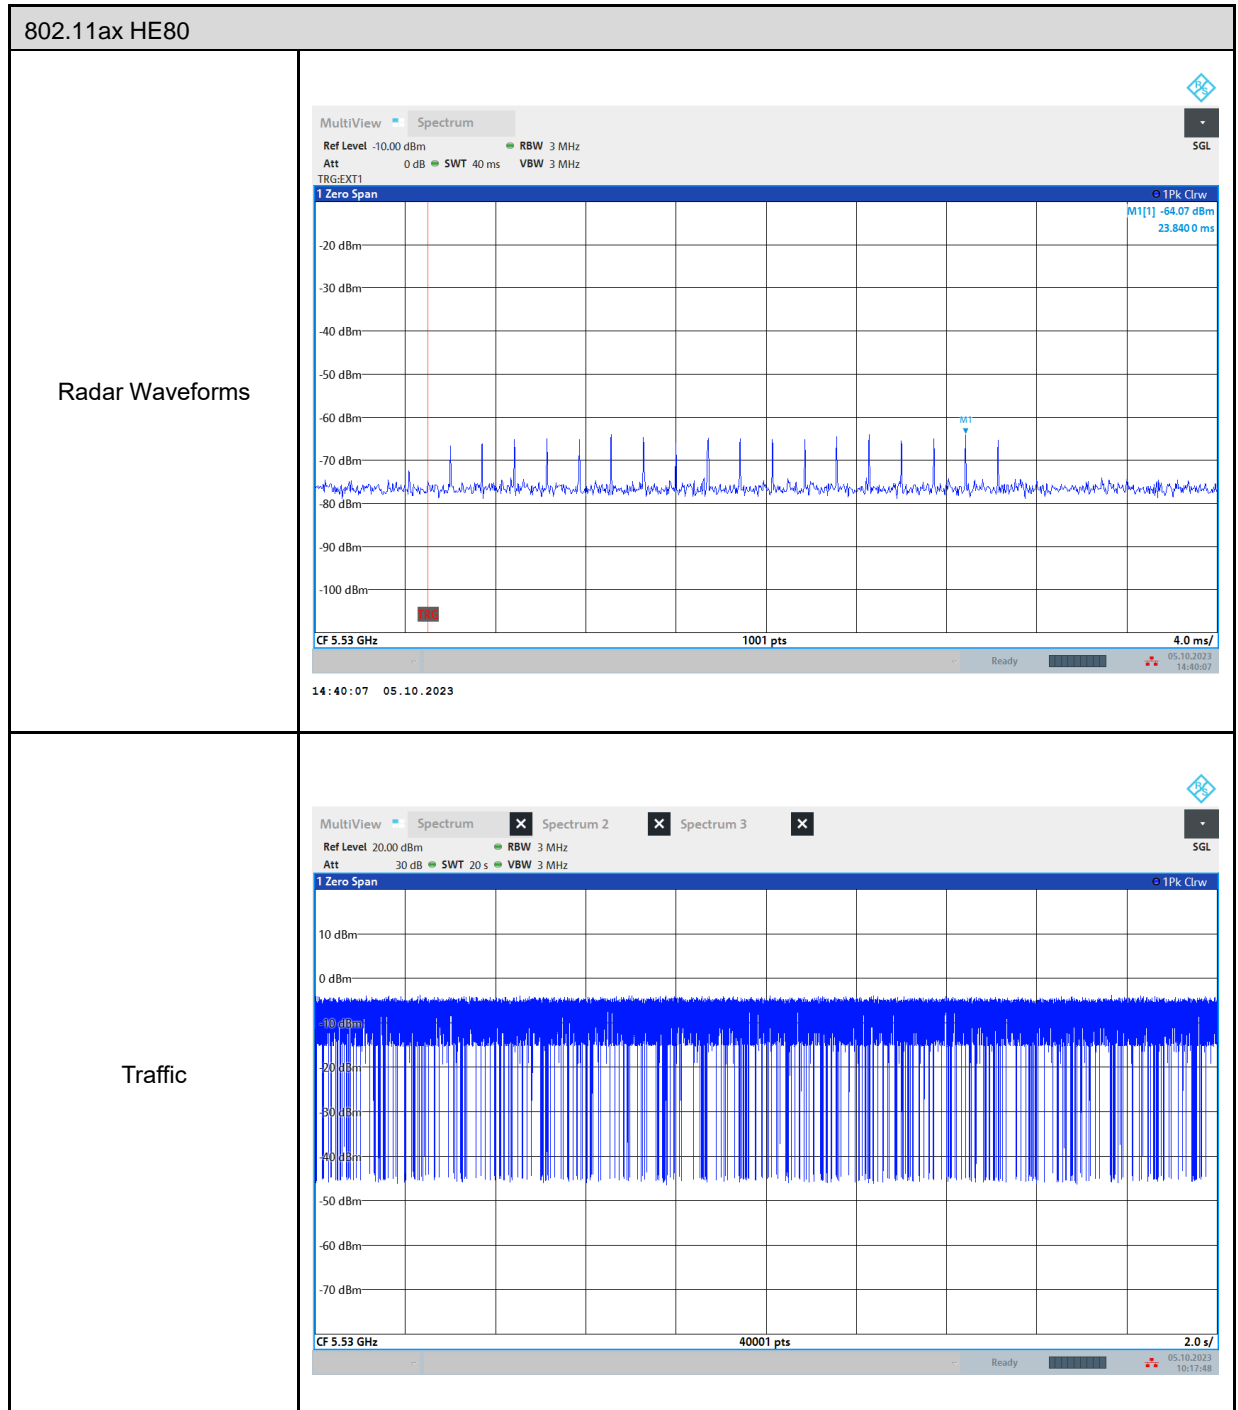 802.11ax HE80
Radar Waveforms
MultiView Spectrum
Ref Level -10.00 dBm RBW 3 MHz SGL
Att 0 dB SWT 40 ms VBW 3 MHz
TRG:EXT1
1 Zero Span 1Pk Clrw
M1[1] -64.07 dBm
23.840 0 ms
-20 dBm
-30 dBm
-40 dBm
-50 dBm
-60 dBm
M1
-70 dBm
-80 dBm
-90 dBm
-100 dBm
TRG
CF 5.53 GHz 1001 pts 4.0 ms/
Ready 05.10.2023
14:40:07
14:40:07 05.10.2023
Traffic
MultiView Spectrum Spectrum 2 Spectrum 3
Ref Level 20.00 dBm RBW 3 MHz SGL
Att 30 dB SWT 20 s VBW 3 MHz
1 Zero Span 1Pk Clrw
10 dBm
0 dBm
-10 dBm
-20 dBm
-30 dBm
-40 dBm
-50 dBm
-60 dBm
-70 dBm
CF 5.53 GHz 40001 pts 2.0 s/
Ready 05.10.2023
10:17:48